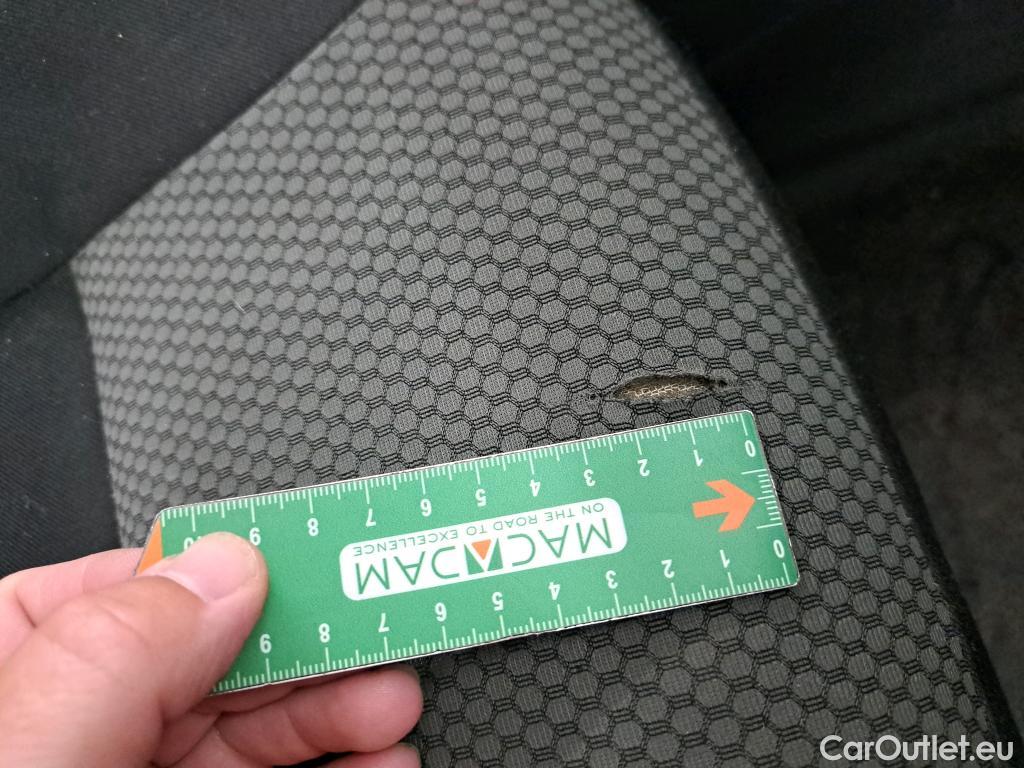 0 1 2 3 4 5 6 7 8 9
MACADAM
ON THE ROAD TO EXCELLENCE
0 1 2 3 4 5 6 7 8 9
CarOutlet.eu